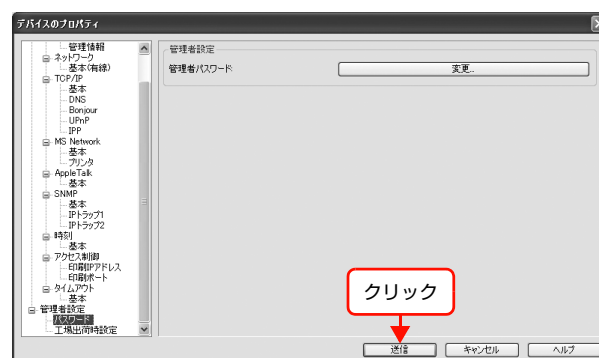 デバイスのプロパティ
管理情報
ネットワーク
基本(有線)
TCP/IP
基本
DNS
Bonjour
UPnP
IPP
MS Network
基本
プリンタ
AppleTalk
基本
SNMP
基本
IPトラップ1
IPトラップ2
時刻
基本
アクセス制御
印刷IPアドレス
印刷ポート
タイムアウト
基本
管理者設定
パスワード
工場出荷時設定
管理者設定
管理者パスワード
変更..
クリック
送信
キャンセル
ヘルプ